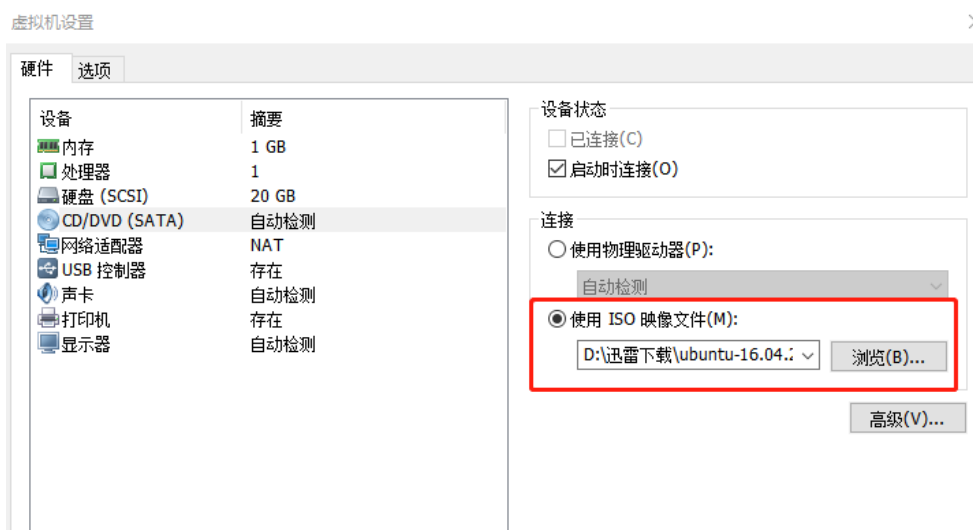 虚拟机设置
硬件 选项
设备 摘要
内存 1 GB
处理器 1
硬盘 (SCSI) 20 GB
CD/DVD (SATA) 自动检测
网络适配器 NAT
USB 控制器 存在
声卡 自动检测
打印机 存在
显示器 自动检测
设备状态
已连接(C)
启动时连接(O)
连接
使用物理驱动器(P):
自动检测
使用 ISO 映像文件(M):
D:\迅雷下载\ubuntu-16.04.2
浏览(B)...
高级(V)...